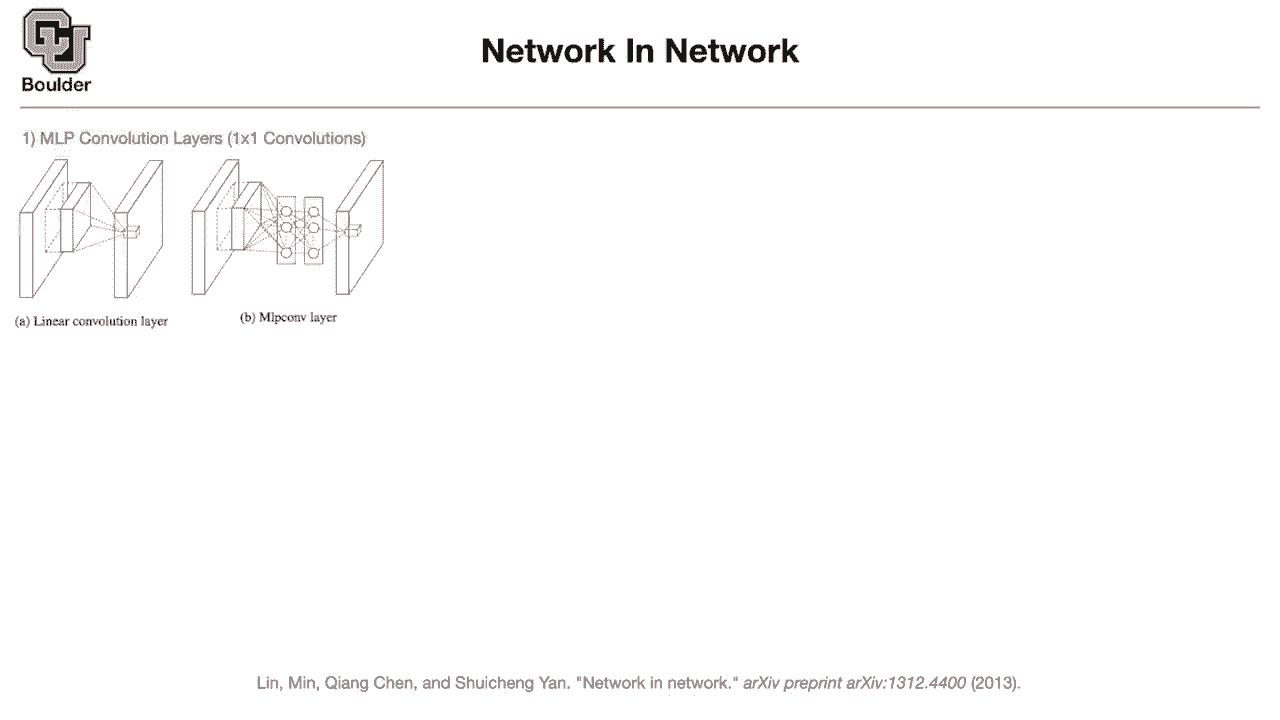 Boulder
Network In Network
1) MLP Convolution Layers (1x1 Convolutions)
(a) Linear convolution layer
(b) Mlpconv layer
Lin, Min, Qiang Chen, and Shuicheng Yan. "Network in network." arXiv preprint arXiv:1312.4400 (2013).